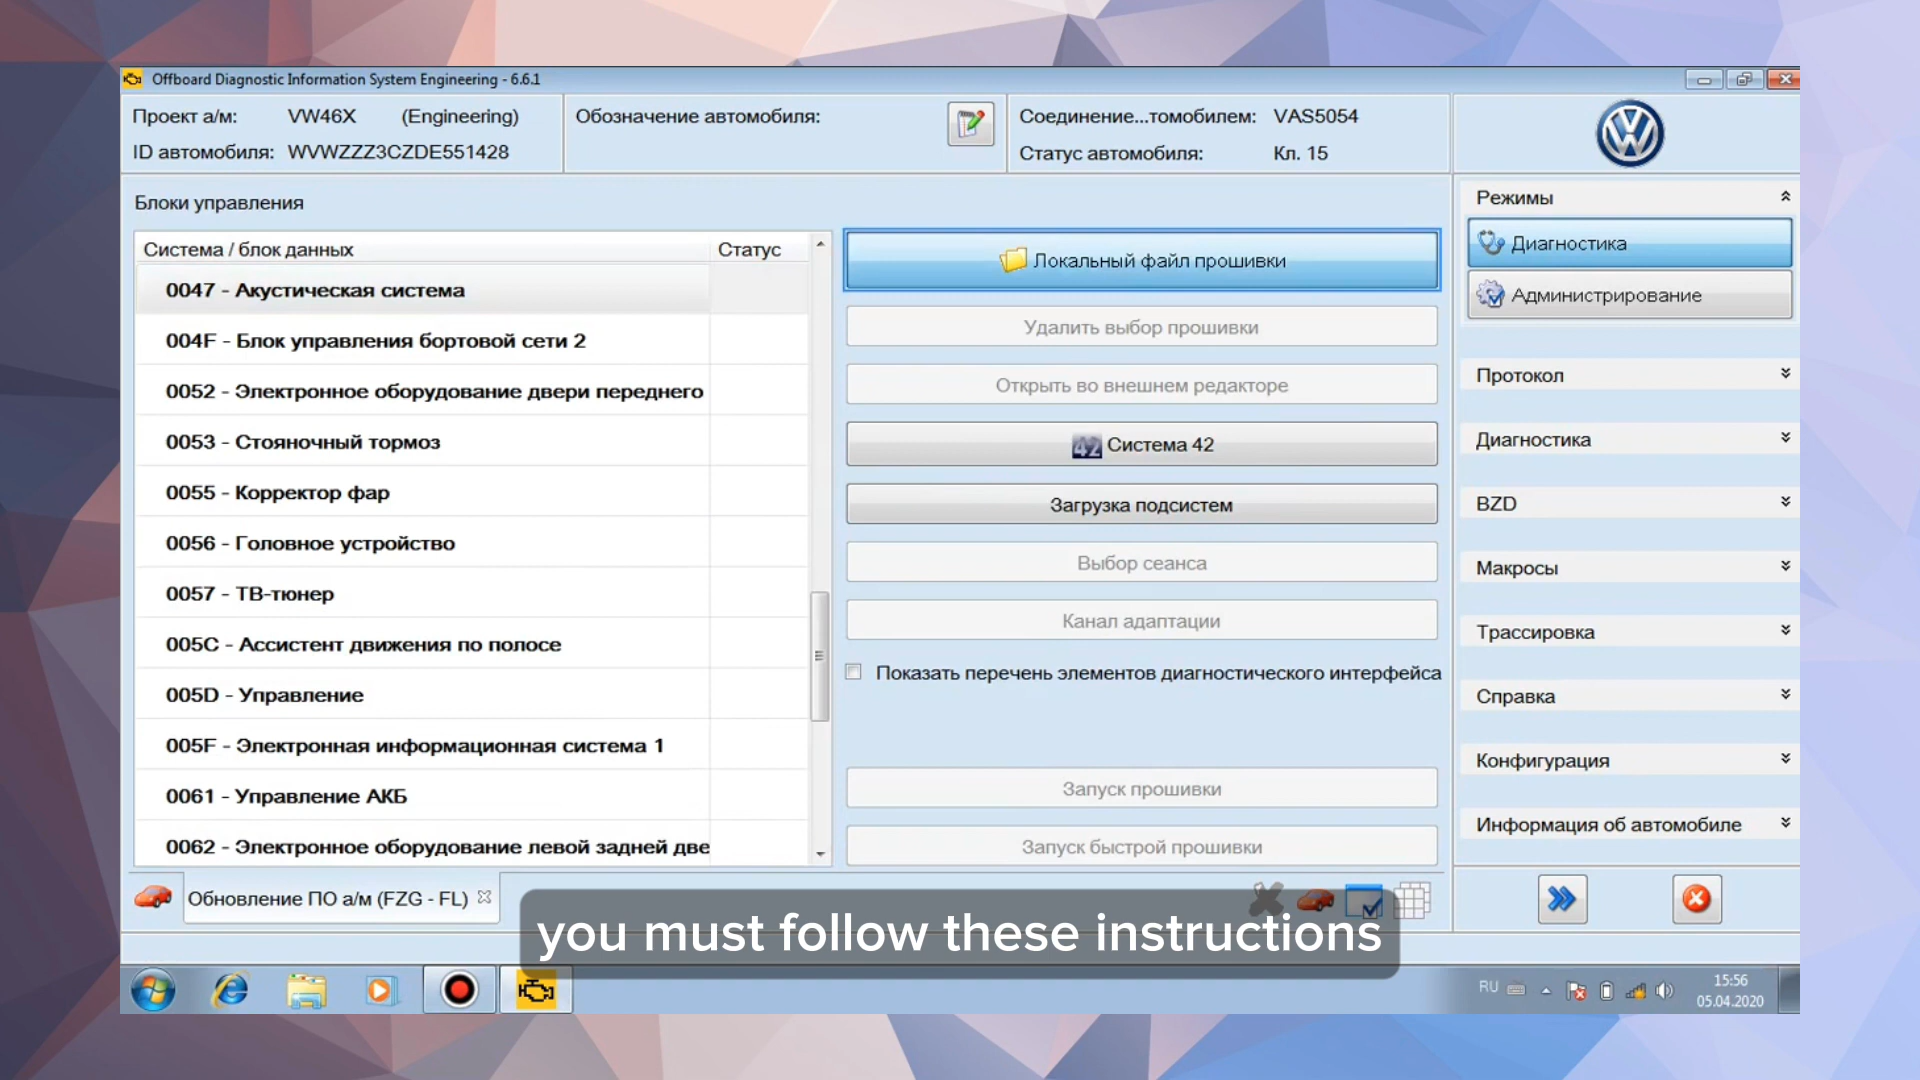 Offboard Diagnostic Information System Engineering - 6.6.1
Проект а/м: VW46X (Engineering)
ID автомобиля: WVWZZZ3CZDE551428
Обозначение автомобиля:
Соединение...томобилем: VAS5054
Статус автомобиля: Кл. 15
Блоки управления
Система / блок данных Статус
0047 - Акустическая система
004F - Блок управления бортовой сети 2
0052 - Электронное оборудование двери переднего
0053 - Стояночный тормоз
0055 - Корректор фар
0056 - Головное устройство
0057 - ТВ-тюнер
005C - Ассистент движения по полосе
005D - Управление
005F - Электронная информационная система 1
0061 - Управление АКБ
0062 - Электронное оборудование левой задней две
Локальный файл прошивки
Удалить выбор прошивки
Открыть во внешнем редакторе
42 Система 42
Загрузка подсистем
Выбор сеанса
Канал адаптации
Показать перечень элементов диагностического интерфейса
Запуск прошивки
Запуск быстрой прошивки
Режимы
Диагностика
Администрирование
Протокол
Диагностика
BZD
Макросы
Трассировка
Справка
Конфигурация
Информация об автомобиле
Обновление ПО а/м (FZG - FL)
you must follow these instructions
RU
15:56
05.04.2020